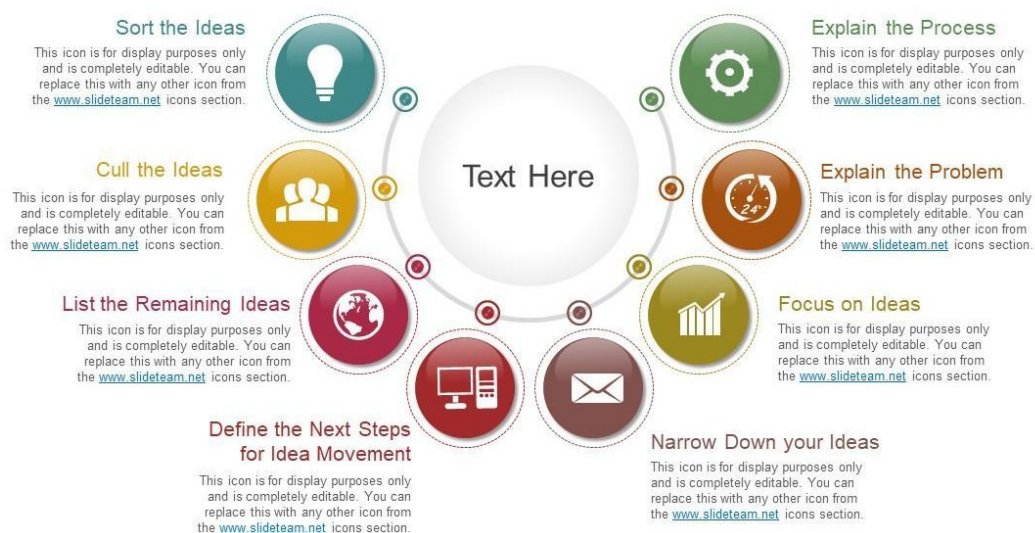 Sort the Ideas
This icon is for display purposes only
and is completely editable. You can
replace this with any other icon from
the www.slideteam.net icons section.
Cull the Ideas
This icon is for display purposes only
and is completely editable. You can
replace this with any other icon from
the www.slideteam.net icons section.
List the Remaining Ideas
This icon is for display purposes only
and is completely editable. You can
replace this with any other icon from
the www.slideteam.net icons section.
Define the Next Steps
for Idea Movement
This icon is for display purposes only
and is completely editable. You can
replace this with any other icon from
the www.slideteam.net icons section.
Text Here
Explain the Process
This icon is for display purposes only
and is completely editable. You can
replace this with any other icon from
the www.slideteam.net icons section.
Explain the Problem
24h
This icon is for display purposes only
and is completely editable. You can
replace this with any other icon from
the www.slideteam.net icons section.
Focus on Ideas
This icon is for display purposes only
and is completely editable. You can
replace this with any other icon from
the www.slideteam.net icons section.
Narrow Down your Ideas
This icon is for display purposes only
and is completely editable. You can
replace this with any other icon from
the www.slideteam.net icons section.